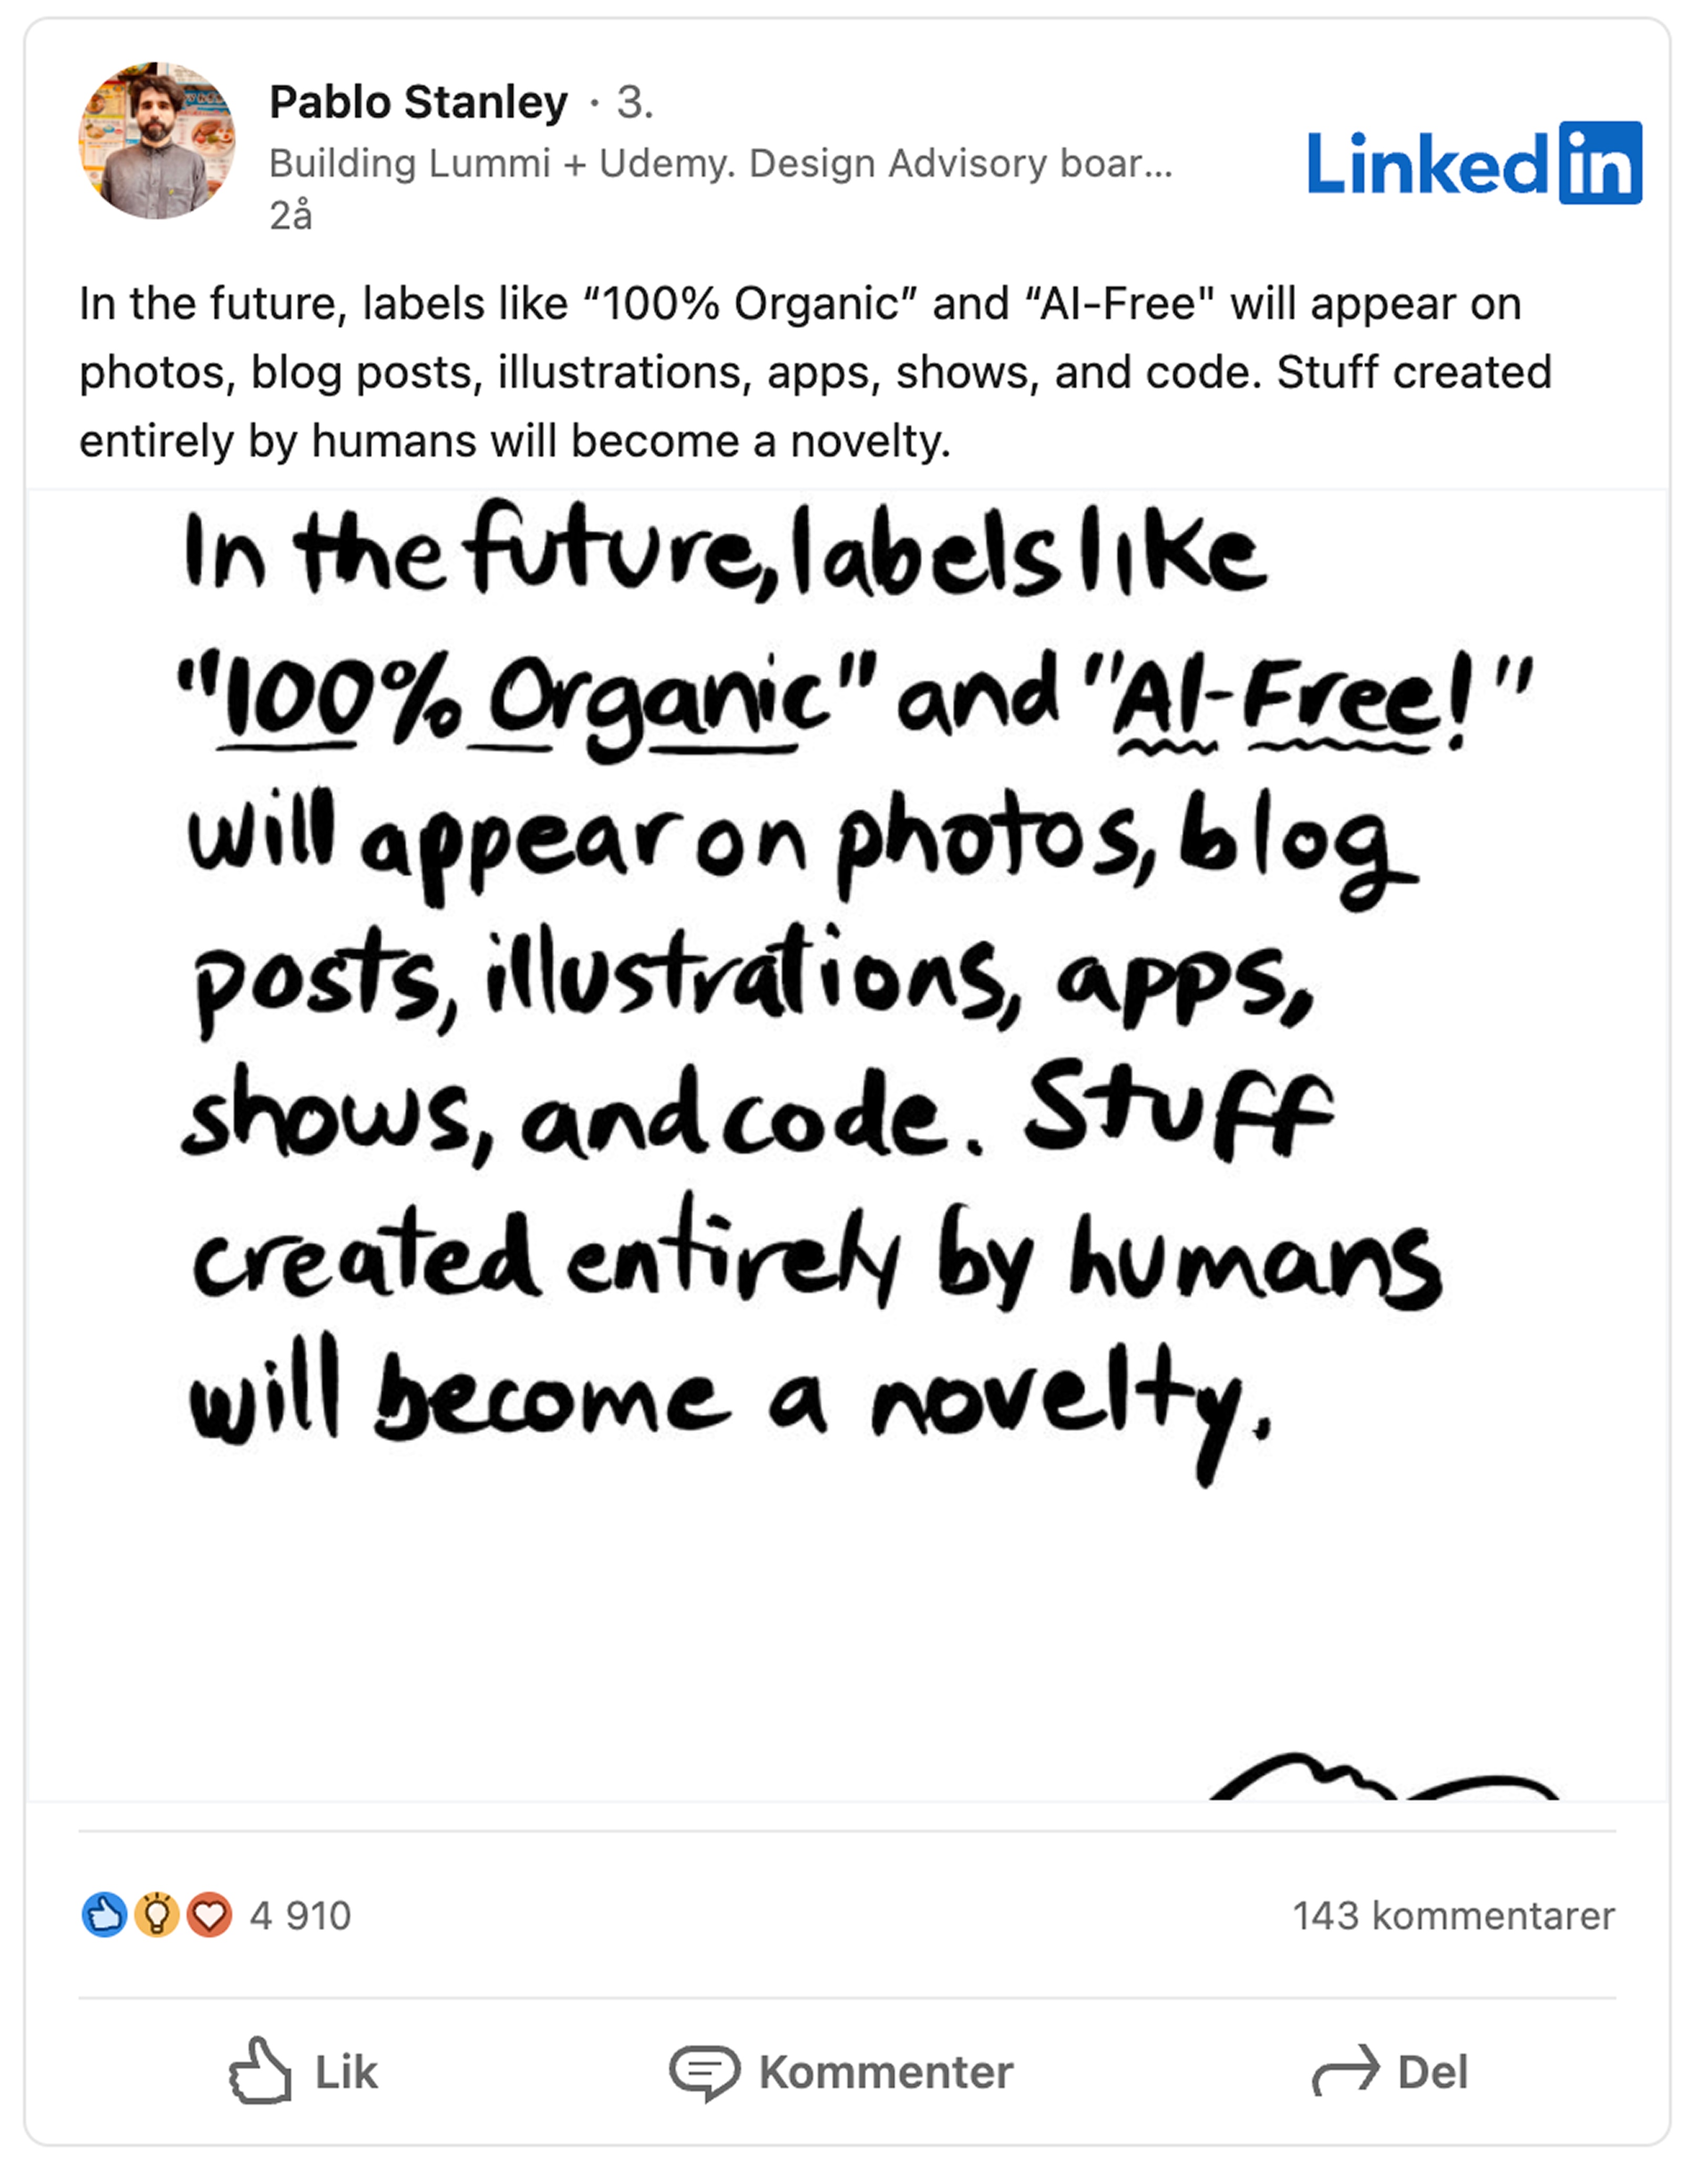 Pablo Stanley · 3.
Building Lummi + Udemy. Design Advisory boar...
2å
Linked in
In the future, labels like “100% Organic” and “AI-Free" will appear on
photos, blog posts, illustrations, apps, shows, and code. Stuff created
entirely by humans will become a novelty.
In the future, labels like
"100% Organic" and "AI-Free!"
will appear on photos, blog
posts, illustrations, apps,
shows, and code. Stuff
created entirely by humans
will become a novelty.
4 910
143 kommentarer
Lik
Kommenter
Del